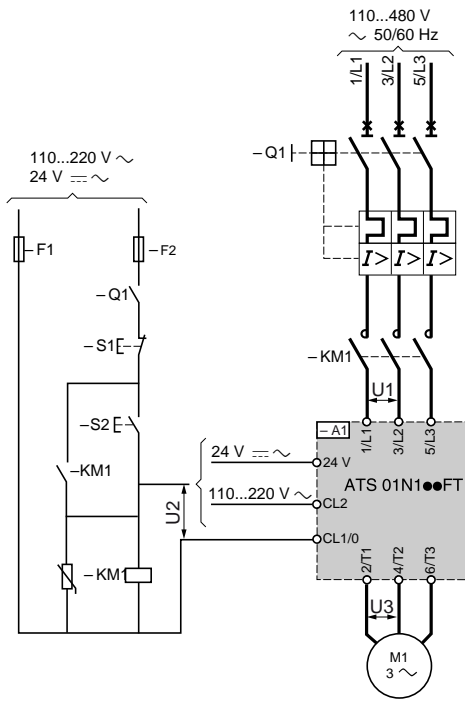 110...480 V
∼ 50/60 Hz
1/L1
3/L2
5/L3
– Q1
110...220 V ∼
24 V ⎓ ∼
– F1
– F2
– Q1
– S1
I>
I>
I>
– KM1
U1
– S2
– A1
1/L1
3/L2
5/L3
24 V ⎓ ∼
24 V
ATS 01N1●●FT
– KM1
110...220 V ∼
CL2
U2
CL1/0
– KM1
2/T1
4/T2
6/T3
U3
M1
3 ∼